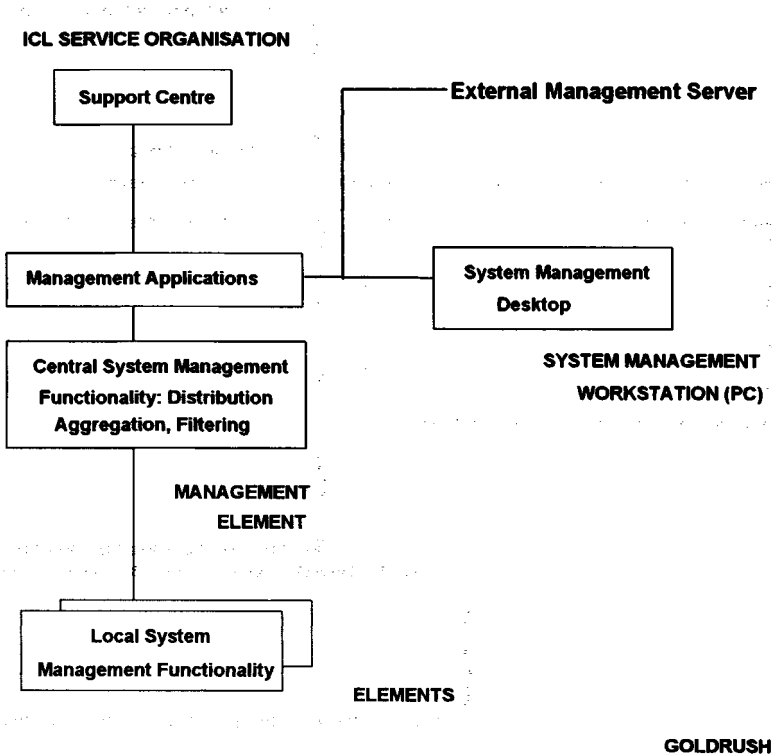 ICL SERVICE ORGANISATION
Support Centre
External Management Server
Management Applications
System Management
Desktop
SYSTEM MANAGEMENT
WORKSTATION (PC)
Central System Management
Functionality: Distribution
Aggregation, Filtering
MANAGEMENT
ELEMENT
Local System
Management Functionality
ELEMENTS
GOLDRUSH